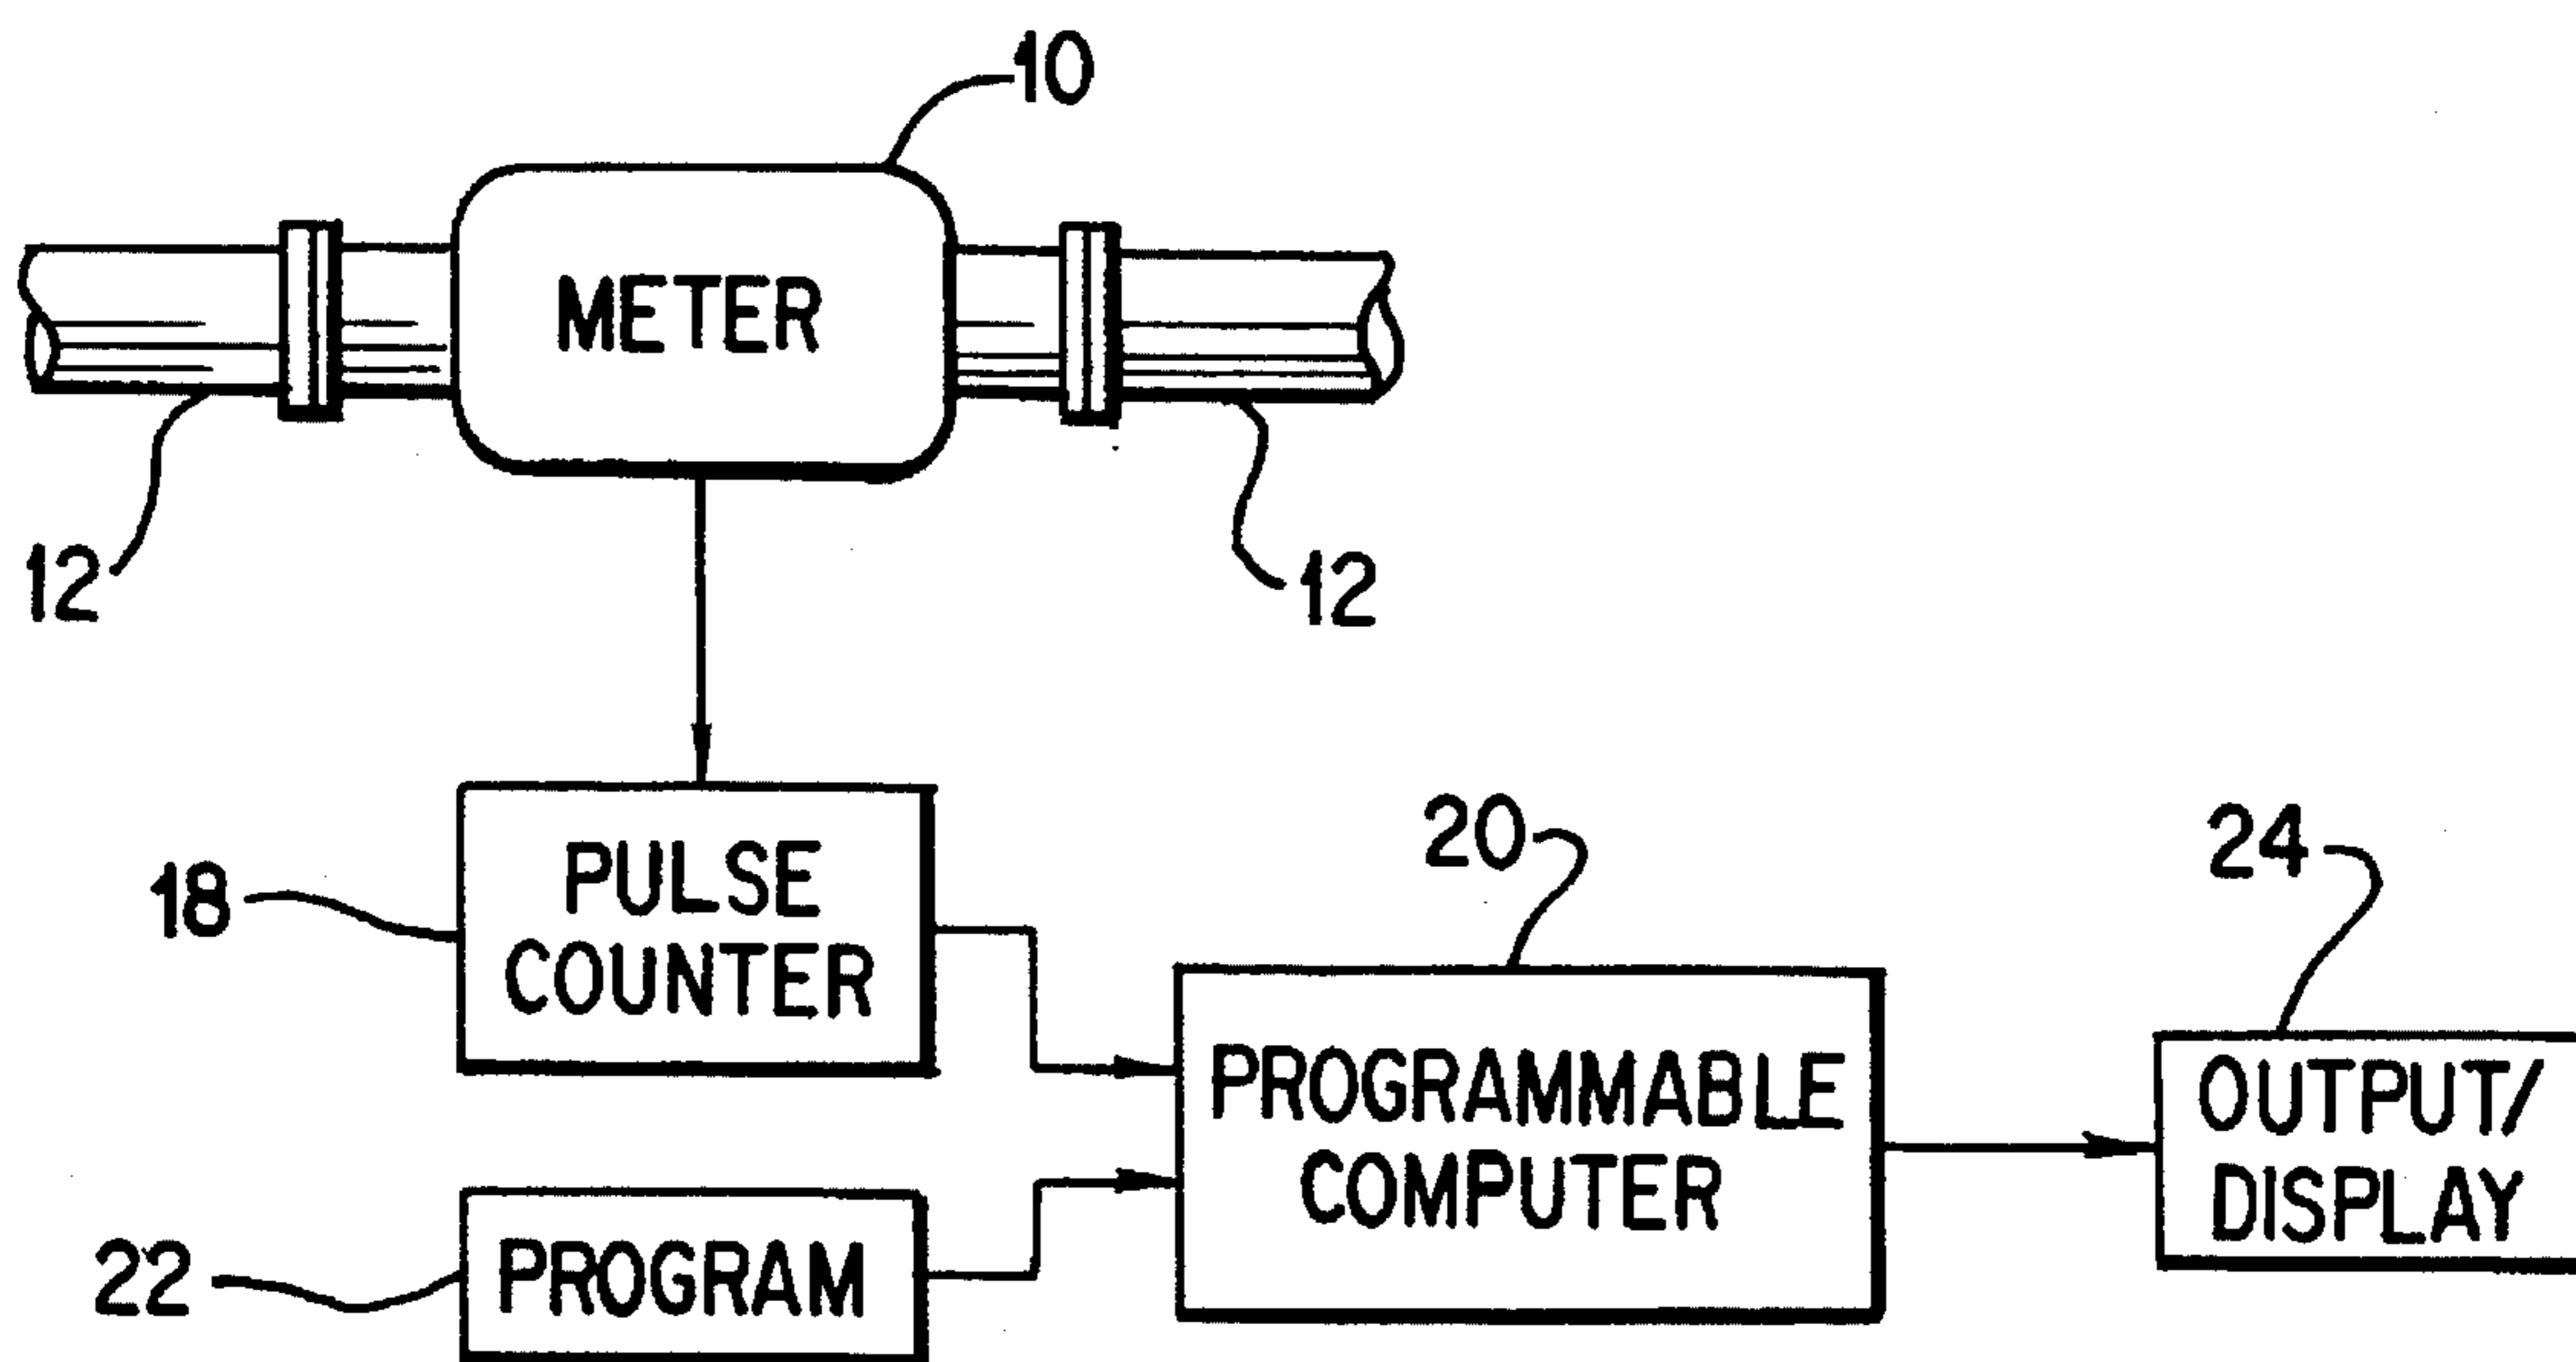 10
METER
12
12
18
PULSE
COUNTER
20
24
PROGRAMMABLE
COMPUTER
OUTPUT/
DISPLAY
22
PROGRAM